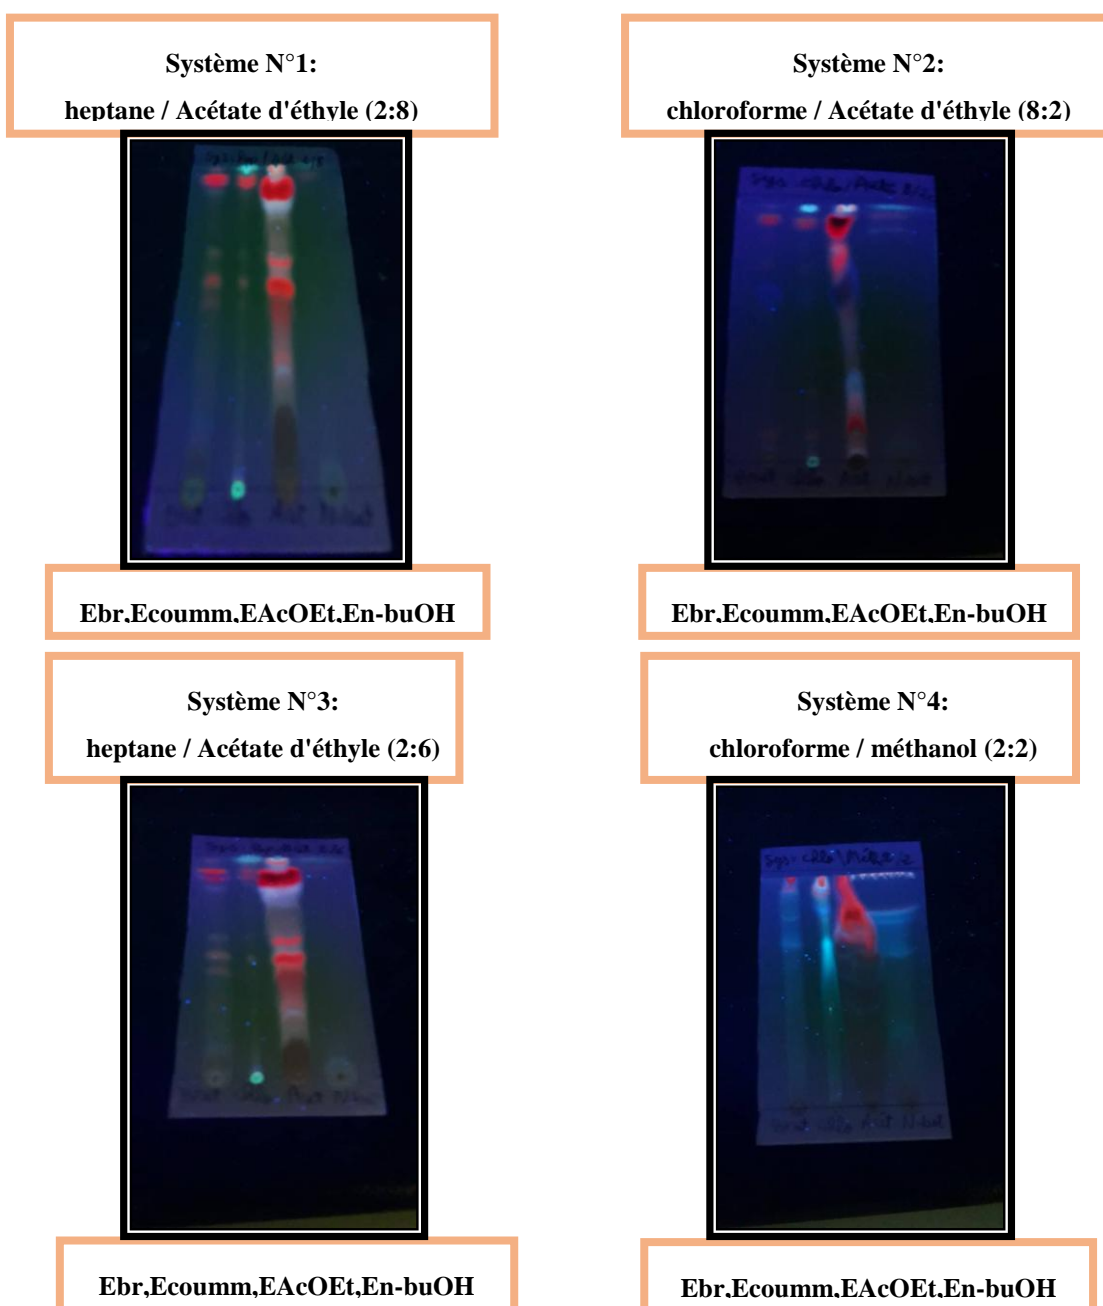 Système N°1:
heptane / Acétate d'éthyle (2:8)
Système N°2:
chloroforme / Acétate d'éthyle (8:2)
Ebr,Ecoumm,EAcOEt,En-buOH
Ebr,Ecoumm,EAcOEt,En-buOH
Système N°3:
heptane / Acétate d'éthyle (2:6)
Système N°4:
chloroforme / méthanol (2:2)
Ebr,Ecoumm,EAcOEt,En-buOH
Ebr,Ecoumm,EAcOEt,En-buOH